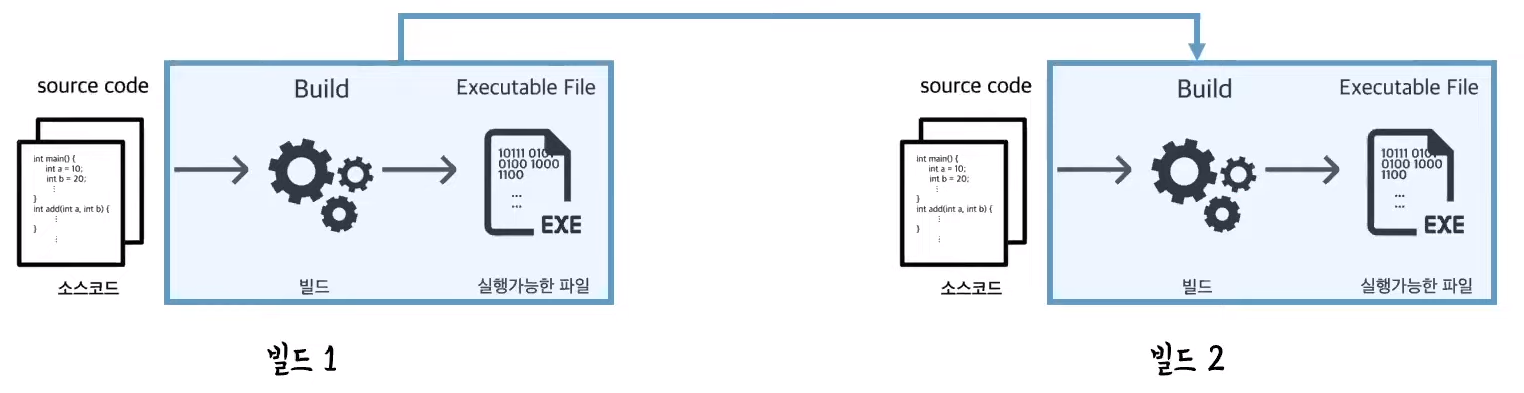 source code
Build
Executable File
int main() {
int a = 10;
int b = 20;
⋮
}
int add(int a, int b) {
⋮
}
⋮
10111 0101
0100 1000
1100
...
...
EXE
소스코드
빌드
실행가능한 파일
빌드 1
source code
Build
Executable File
int main() {
int a = 10;
int b = 20;
⋮
}
int add(int a, int b) {
⋮
}
⋮
10111 0101
0100 1000
1100
...
...
EXE
소스코드
빌드
실행가능한 파일
빌드 2